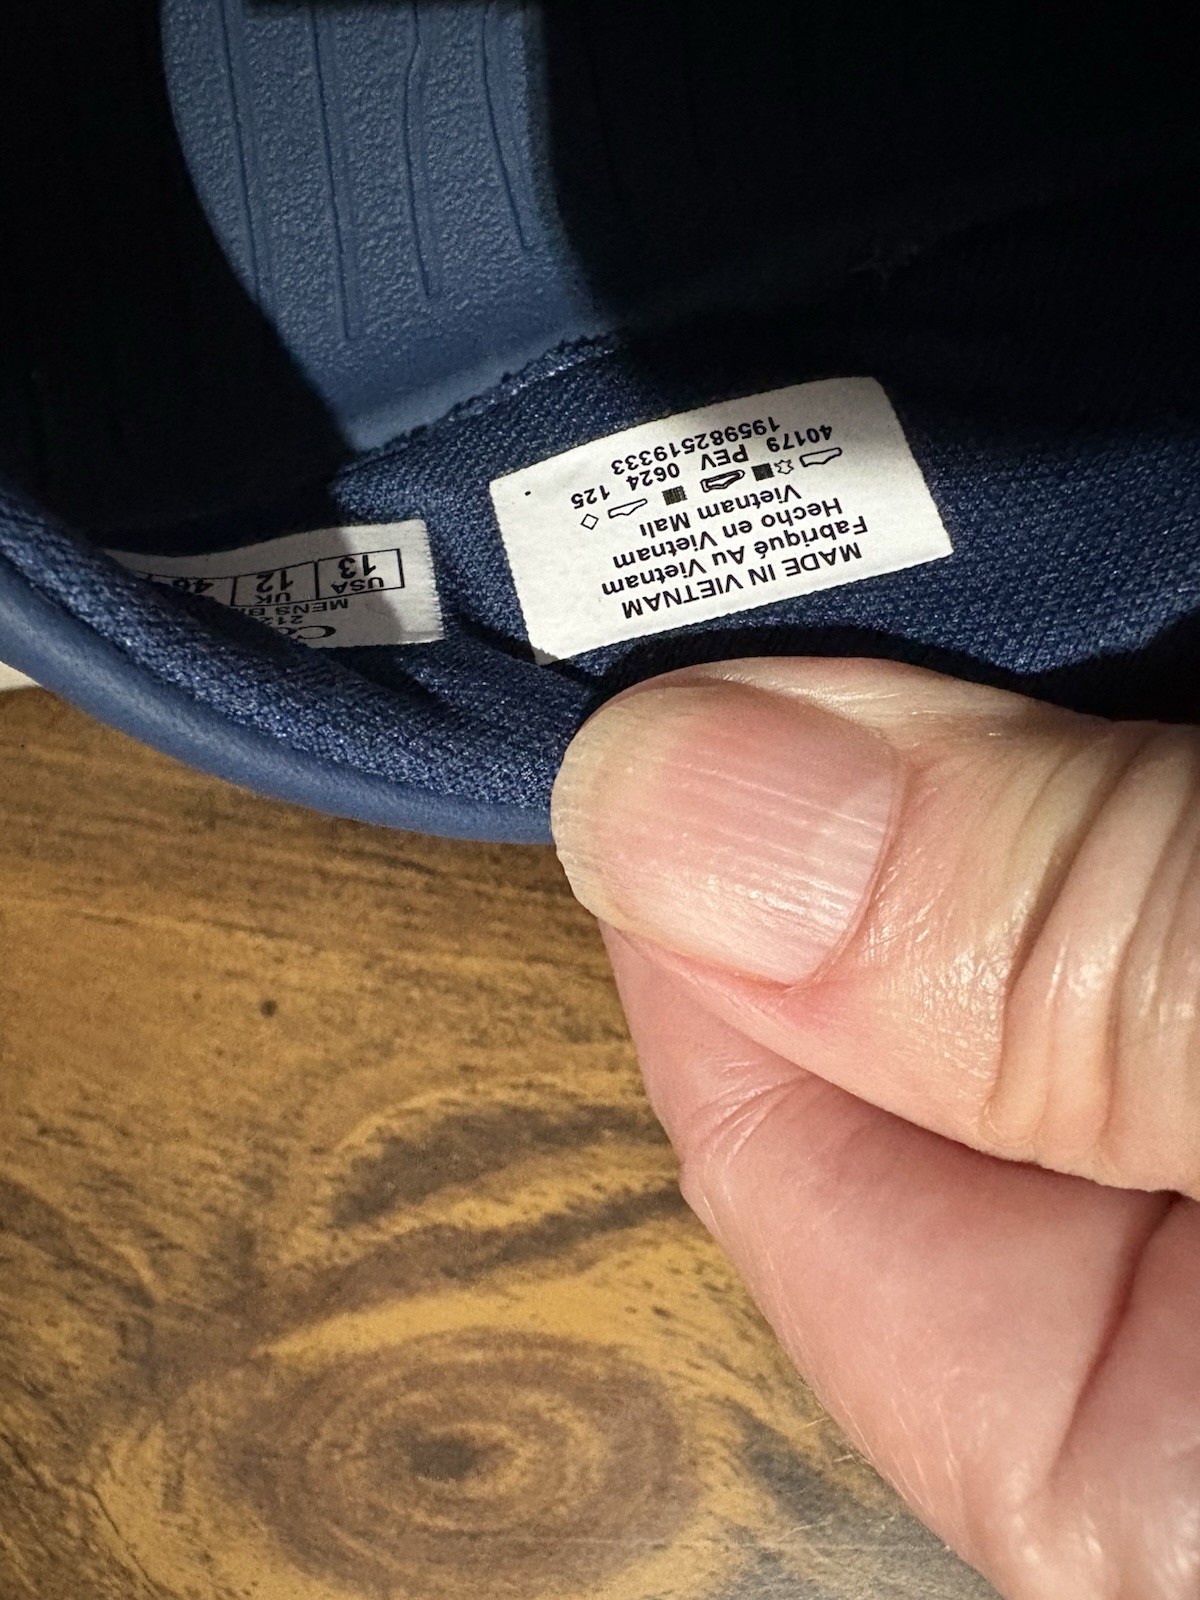 MADE IN VIETNAM
Fabriqué Au Vietnam
Hecho en Vietnam
Vietnam Malı
40179 PEV 0624 125
195982519333
MENS
USA UK
13 12